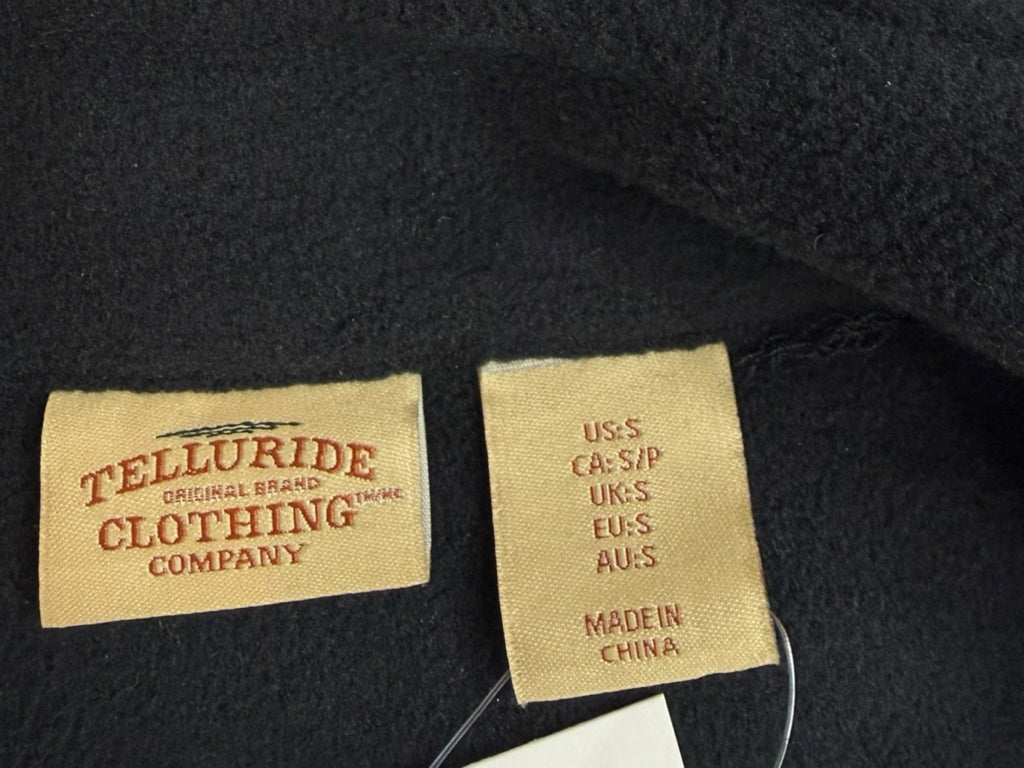 TELLURIDE
ORIGINAL BRAND
CLOTHING TM/MC
COMPANY
US:S
CA: S/P
UK:S
EU:S
AU:S
MADE IN
CHINA